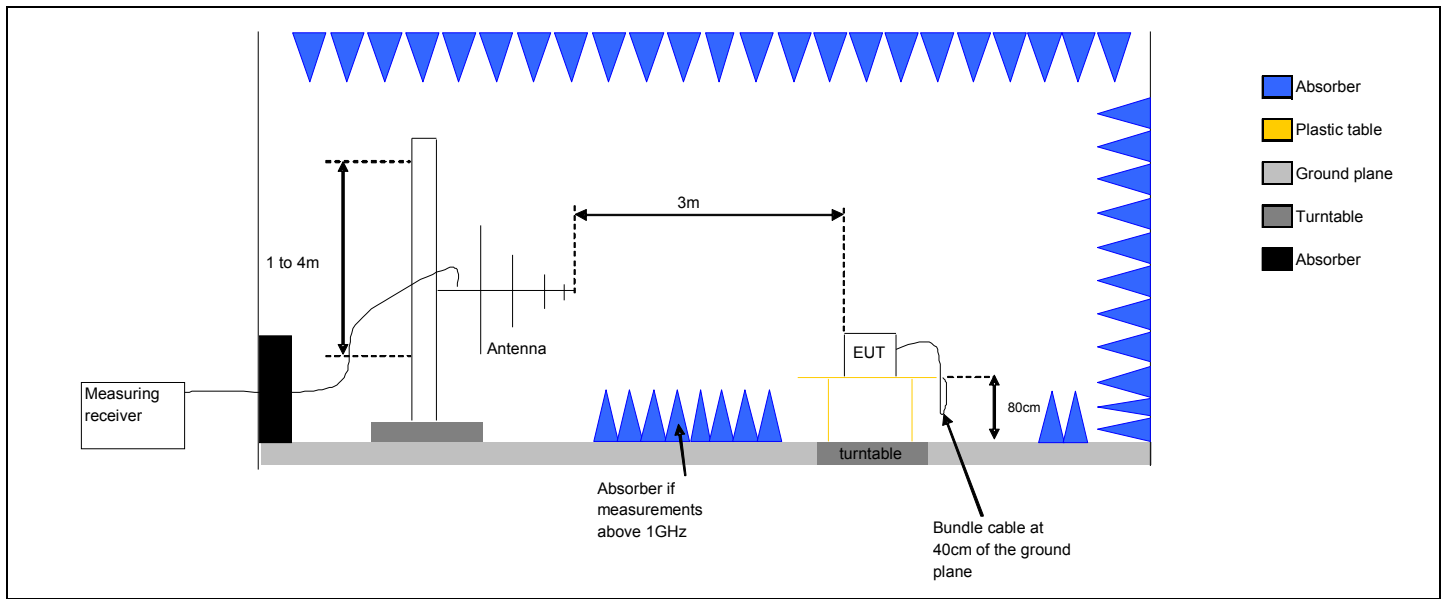 Absorber
Plastic table
Ground plane
Turntable
Absorber
3m
1 to 4m
Antenna
EUT
Measuring
receiver
80cm
turntable
Absorber if
measurements
above 1GHz
Bundle cable at
40cm of the ground
plane